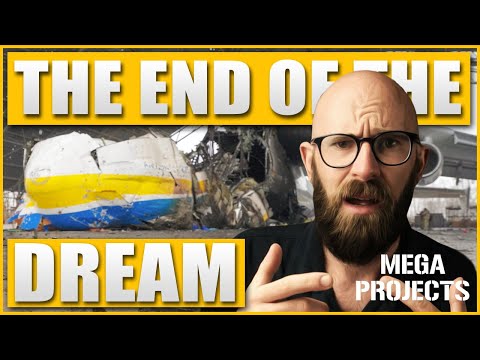 THE END OF THE
DREAM
MEGA
PROJECTS